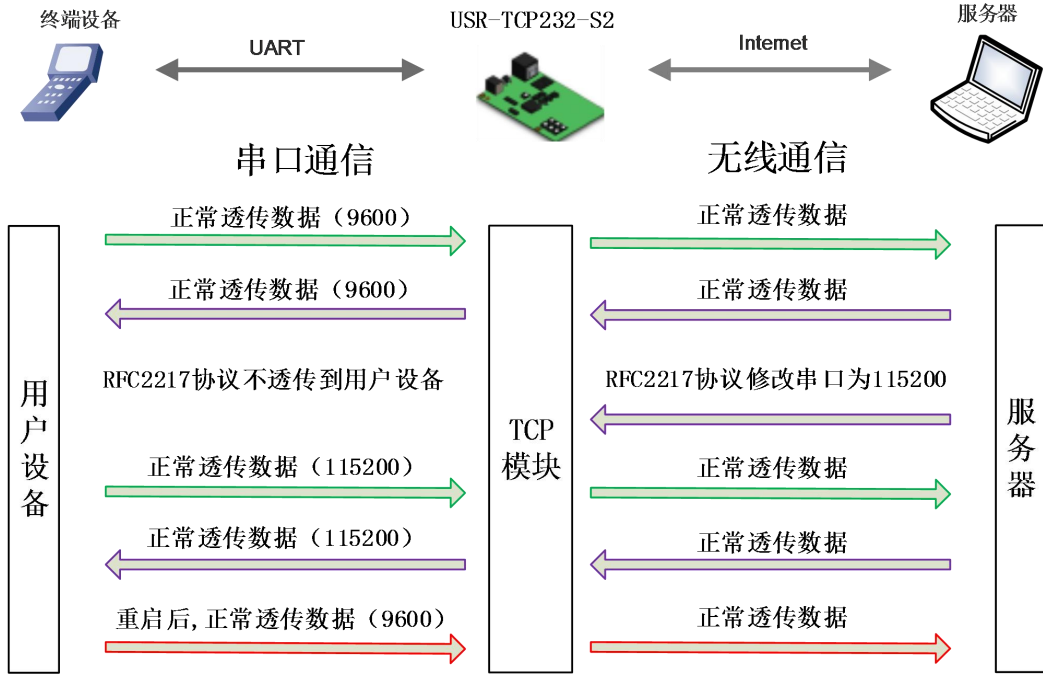 终端设备
USR-TCP232-S2
服务器
UART
Internet
串口通信
无线通信
正常透传数据（9600）
正常透传数据
正常透传数据（9600）
正常透传数据
RFC2217协议不透传到用户设备
RFC2217协议修改串口为115200
用户设备
TCP
模块
服务器
正常透传数据（115200）
正常透传数据
正常透传数据（115200）
正常透传数据
重启后,正常透传数据（9600）
正常透传数据